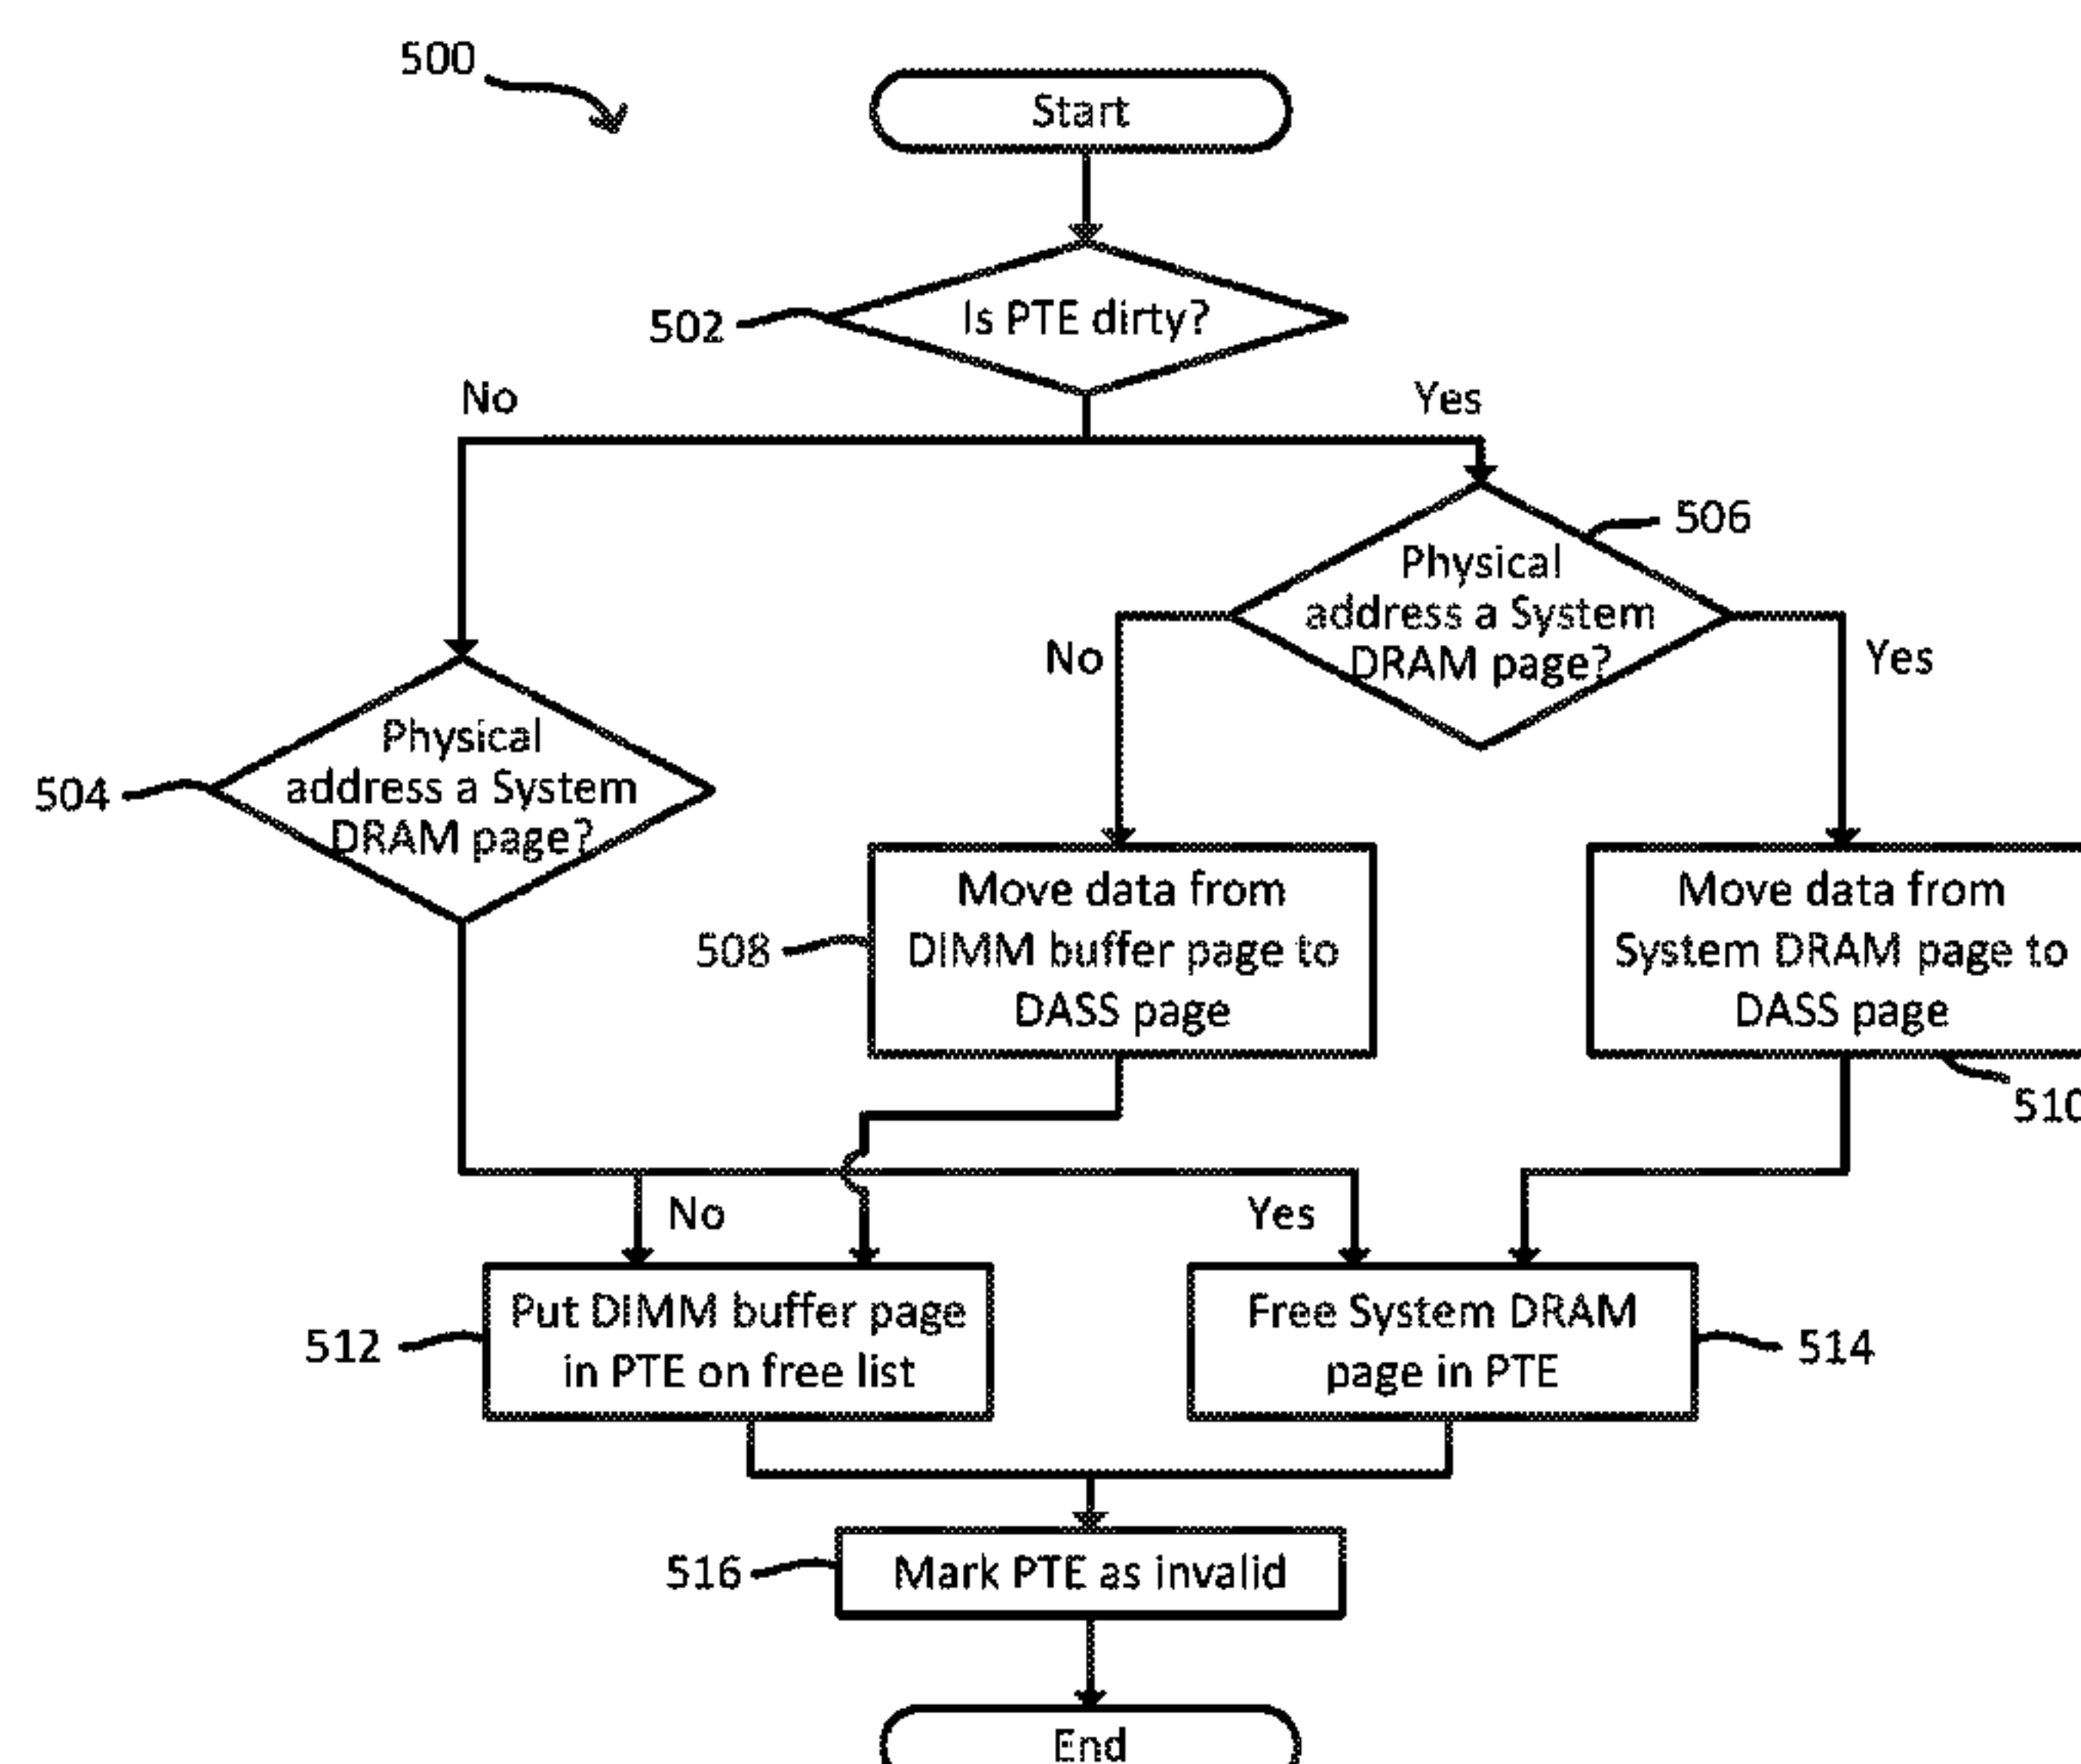 500
Start
502
Is PTE dirty?
No
Yes
506
Physical
address a System
DRAM page?
No
Yes
504
Physical
address a System
DRAM page?
508
Move data from
DIMM buffer page to
DASS page
Move data from
System DRAM page to
DASS page
510
No
Yes
512
Put DIMM buffer page
in PTE on free list
Free System DRAM
page in PTE
514
516
Mark PTE as invalid
End